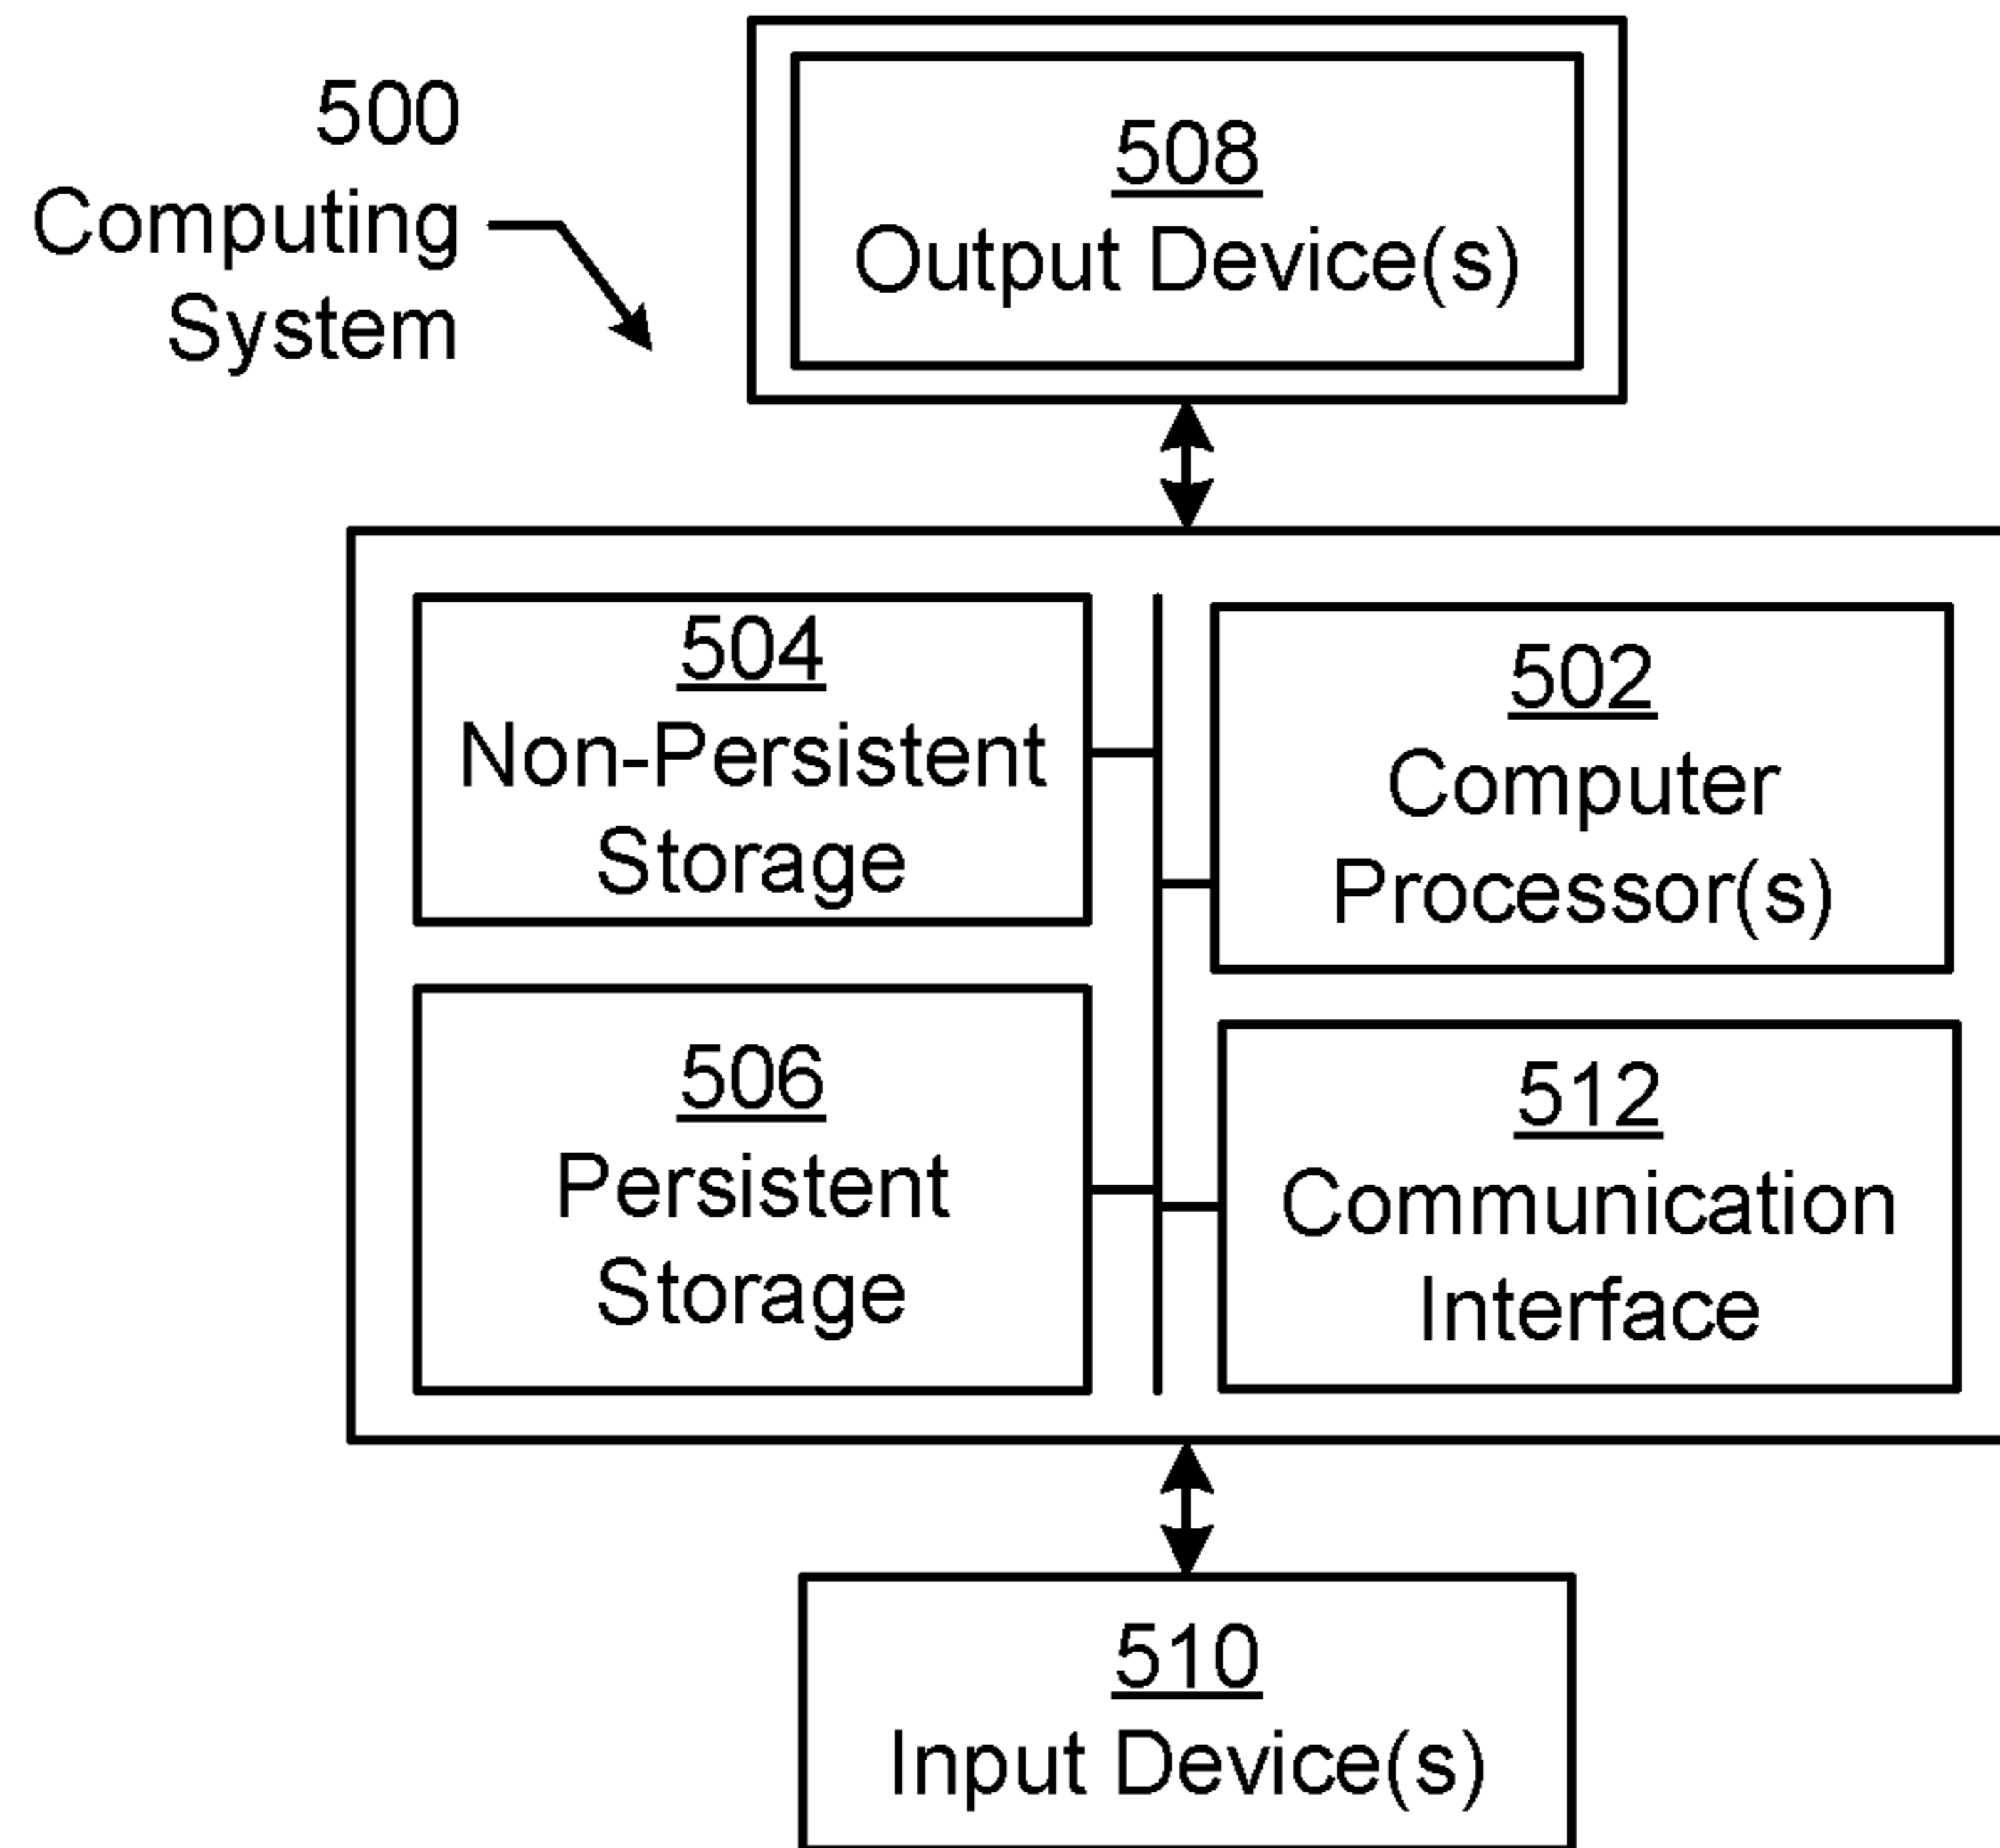 500
Computing
System
508
Output Device(s)
504
Non-Persistent
Storage
502
Computer
Processor(s)
506
Persistent
Storage
512
Communication
Interface
510
Input Device(s)